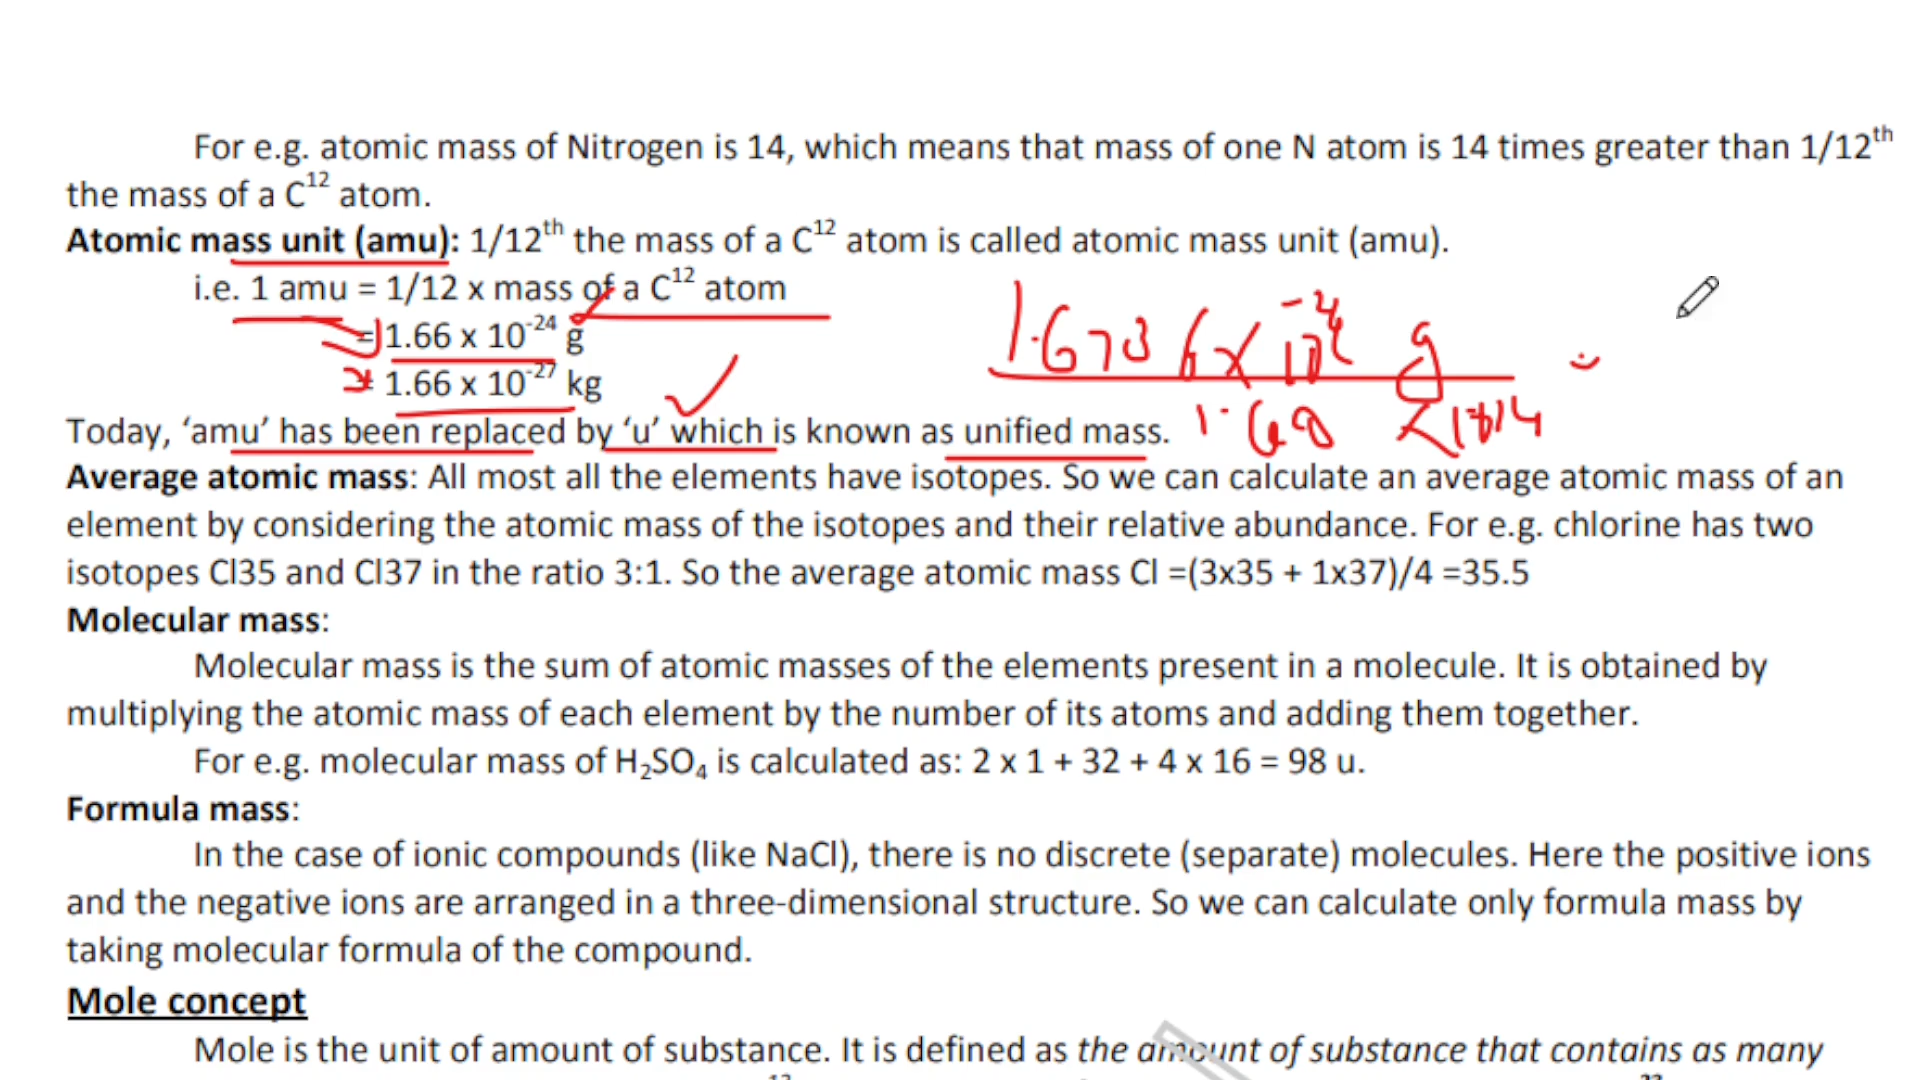 For e.g. atomic mass of Nitrogen is 14, which means that mass of one N atom is 14 times greater than 1/12th
the mass of a C12 atom.
Atomic mass unit (amu): 1/12th the mass of a C12 atom is called atomic mass unit (amu).
i.e. 1 amu = 1/12 x mass of a C12 atom
= 1.66 x 10-24 g
= 1.66 x 10-27 kg
1.6736 x 10 g
1.66
Today, ‘amu’ has been replaced by ‘u’ which is known as unified mass.
Average atomic mass: All most all the elements have isotopes. So we can calculate an average atomic mass of an
element by considering the atomic mass of the isotopes and their relative abundance. For e.g. chlorine has two
isotopes Cl35 and Cl37 in the ratio 3:1. So the average atomic mass Cl =(3x35 + 1x37)/4 =35.5
Molecular mass:
Molecular mass is the sum of atomic masses of the elements present in a molecule. It is obtained by
multiplying the atomic mass of each element by the number of its atoms and adding them together.
For e.g. molecular mass of H2SO4 is calculated as: 2 x 1 + 32 + 4 x 16 = 98 u.
Formula mass:
In the case of ionic compounds (like NaCl), there is no discrete (separate) molecules. Here the positive ions
and the negative ions are arranged in a three-dimensional structure. So we can calculate only formula mass by
taking molecular formula of the compound.
Mole concept
Mole is the unit of amount of substance. It is defined as the amount of substance that contains as many